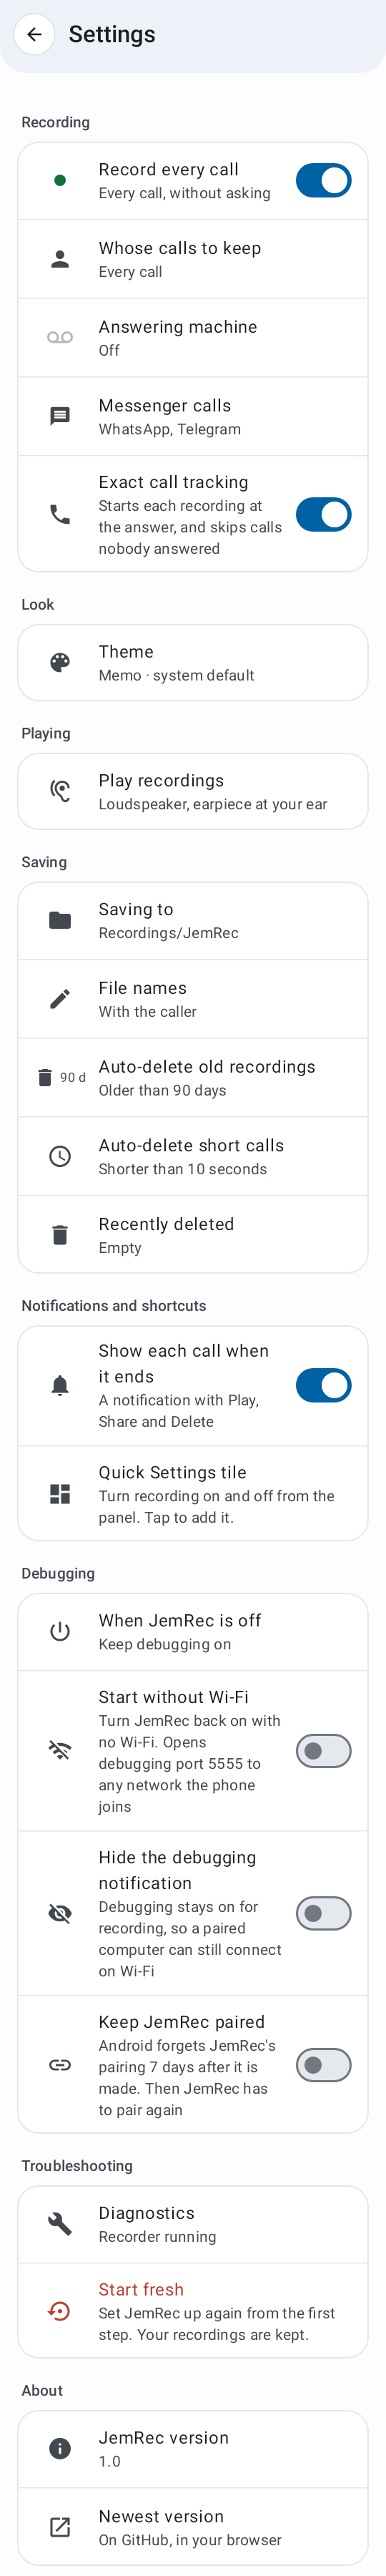 Settings
Recording
Record every call
Every call, without asking
Whose calls to keep
Every call
Answering machine
Off
Messenger calls
WhatsApp, Telegram
Exact call tracking
Starts each recording at
the answer, and skips calls
nobody answered
Look
Theme
Memo · system default
Playing
Play recordings
Loudspeaker, earpiece at your ear
Saving
Saving to
Recordings/JemRec
File names
With the caller
90 d
Auto-delete old recordings
Older than 90 days
Auto-delete short calls
Shorter than 10 seconds
Recently deleted
Empty
Notifications and shortcuts
Show each call when
it ends
A notification with Play,
Share and Delete
Quick Settings tile
Turn recording on and off from the
panel. Tap to add it.
Debugging
When JemRec is off
Keep debugging on
Start without Wi-Fi
Turn JemRec back on with
no Wi-Fi. Opens
debugging port 5555 to
any network the phone
joins
Hide the debugging
notification
Debugging stays on for
recording, so a paired
computer can still connect
on Wi-Fi
Keep JemRec paired
Android forgets JemRec's
pairing 7 days after it is
made. Then JemRec has
to pair again
Troubleshooting
Diagnostics
Recorder running
Start fresh
Set JemRec up again from the first
step. Your recordings are kept.
About
JemRec version
1.0
Newest version
On GitHub, in your browser